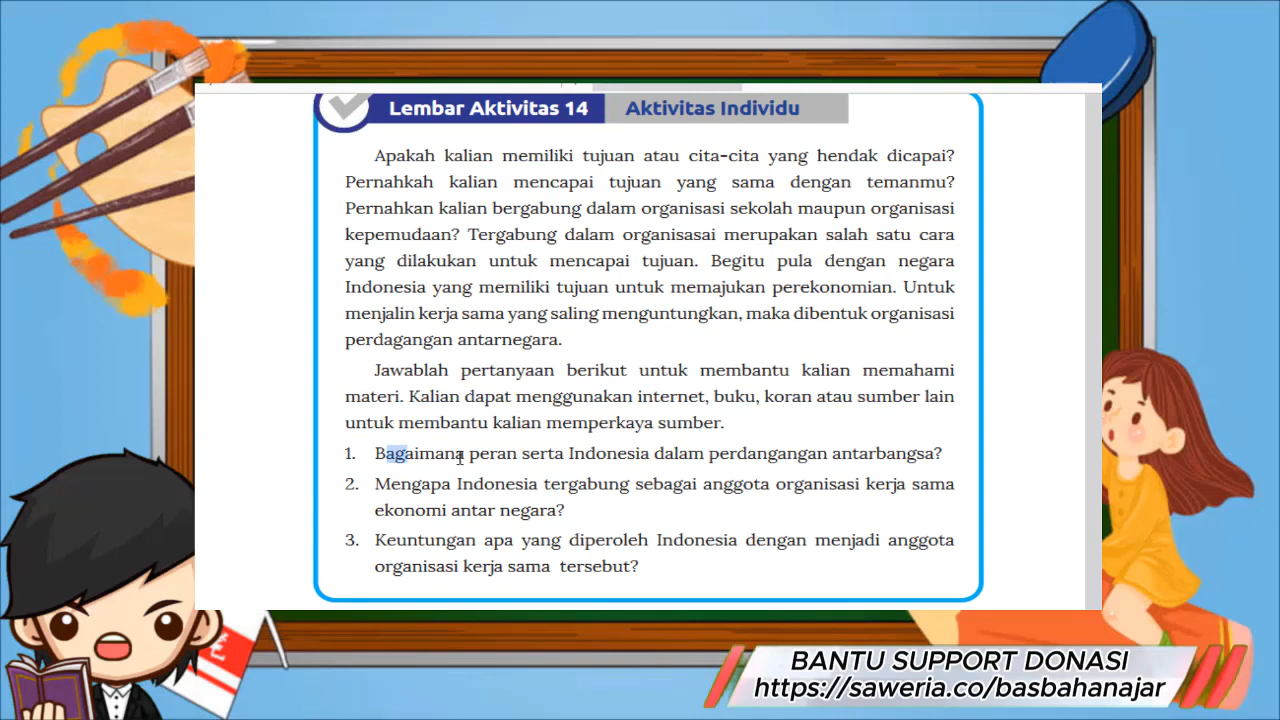 Lembar Aktivitas 14 Aktivitas Individu
Apakah kalian memiliki tujuan atau cita-cita yang hendak dicapai?
Pernahkah kalian mencapai tujuan yang sama dengan temanmu?
Pernahkan kalian bergabung dalam organisasi sekolah maupun organisasi
kepemudaan? Tergabung dalam organisasai merupakan salah satu cara
yang dilakukan untuk mencapai tujuan. Begitu pula dengan negara
Indonesia yang memiliki tujuan untuk memajukan perekonomian. Untuk
menjalin kerja sama yang saling menguntungkan, maka dibentuk organisasi
perdagangan antarnegara.
Jawablah pertanyaan berikut untuk membantu kalian memahami
materi. Kalian dapat menggunakan internet, buku, koran atau sumber lain
untuk membantu kalian memperkaya sumber.
1. Bagaimana peran serta Indonesia dalam perdangangan antarbangsa?
2. Mengapa Indonesia tergabung sebagai anggota organisasi kerja sama
ekonomi antar negara?
3. Keuntungan apa yang diperoleh Indonesia dengan menjadi anggota
organisasi kerja sama tersebut?
BANTU SUPPORT DONASI
https://saweria.co/basbahanajar